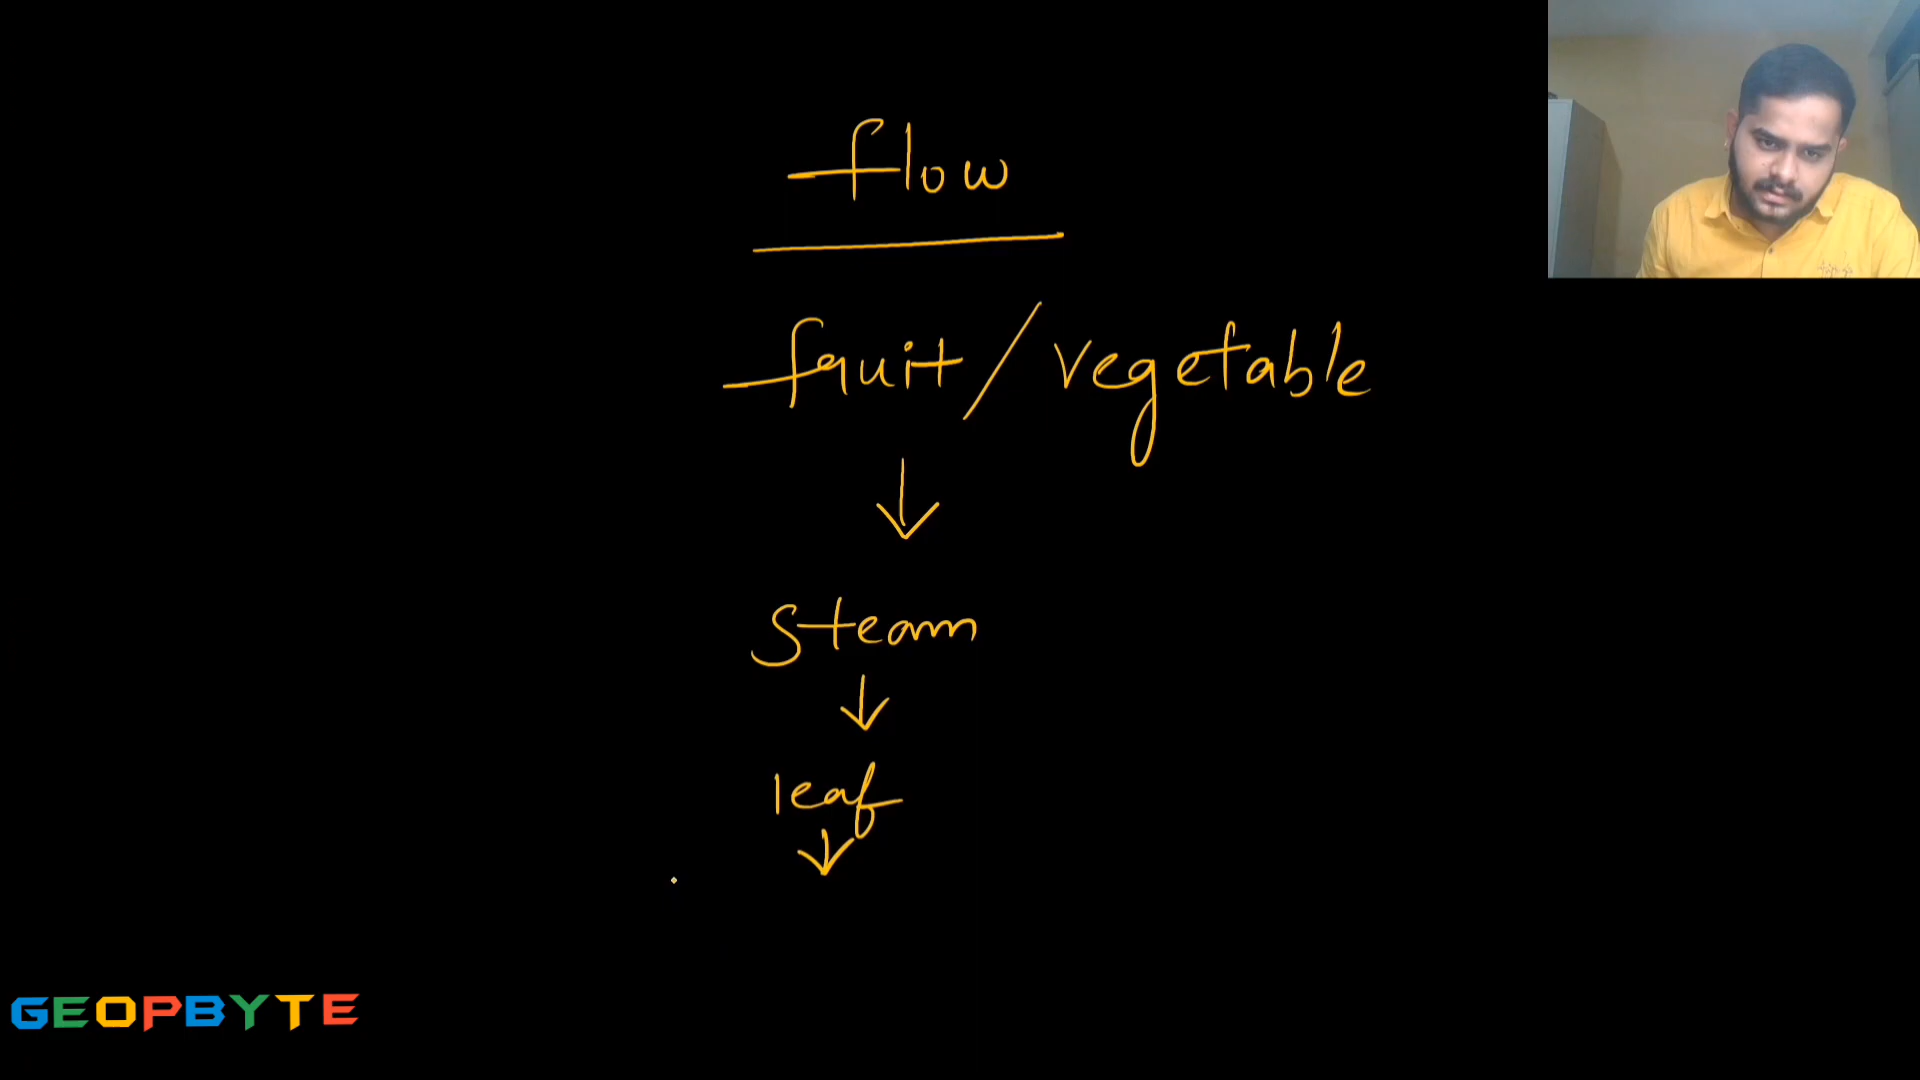 flow
fruit/vegetable
↓
steam
↓
leaf
↓
GEOPBYTE